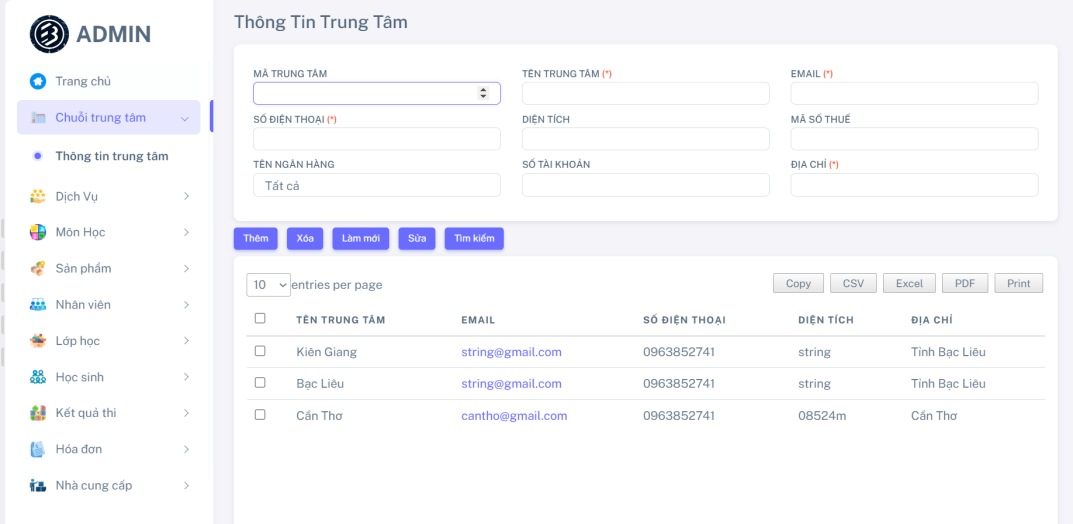 ADMIN
Trang chủ
Chuỗi trung tâm
Thông tin trung tâm
Dịch Vụ
Môn Học
Sản phẩm
Nhân viên
Lớp học
Học sinh
Kết quả thi
Hóa đơn
Nhà cung cấp
Thông Tin Trung Tâm
MÃ TRUNG TÂM TÊN TRUNG TÂM (*) EMAIL (*)
SỐ ĐIỆN THOẠI (*) DIỆN TÍCH MÃ SỐ THUẾ
TÊN NGÂN HÀNG SỐ TÀI KHOẢN ĐỊA CHỈ (*)
Tất cả
Thêm Xóa Làm mới Sửa Tìm kiếm
10 entries per page Copy CSV Excel PDF Print
TÊN TRUNG TÂM EMAIL SỐ ĐIỆN THOẠI DIỆN TÍCH ĐỊA CHỈ
Kiên Giang string@gmail.com 0963852741 string Tỉnh Bạc Liêu
Bạc Liêu string@gmail.com 0963852741 string Tỉnh Bạc Liêu
Cần Thơ cantho@gmail.com 0963852741 08524m Cần Thơ